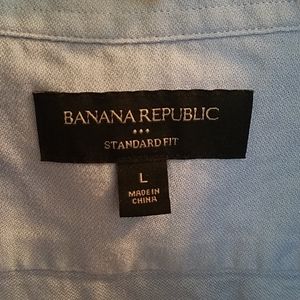 BANANA REPUBLIC
STANDARD FIT
L
MADE IN
CHINA